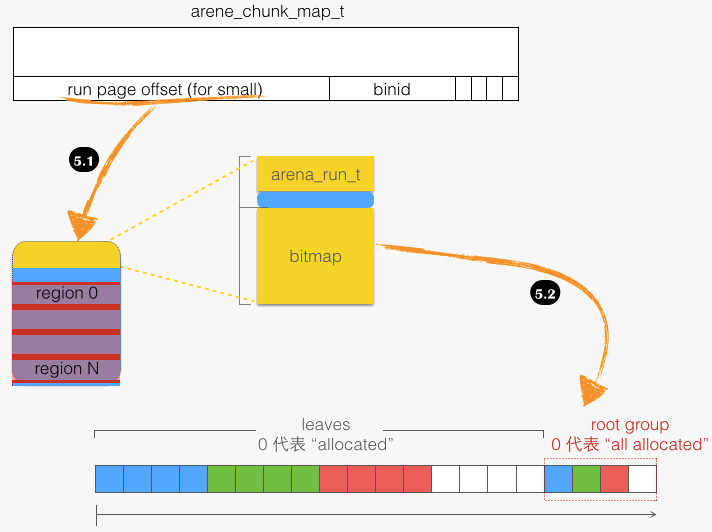 arene_chunk_map_t
run page offset (for small)
binid
5.1
arena_run_t
bitmap
region 0
5.2
region N
leaves
0 代表 “allocated”
root group
0 代表 “all allocated”